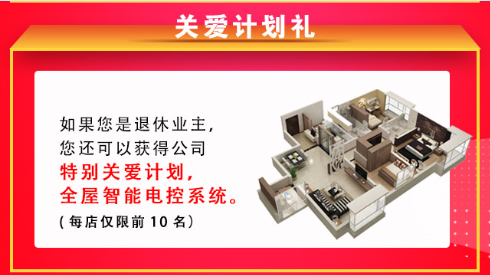 关爱计划礼
如果您是退休业主,
您还可以获得公司
特别关爱计划,
全屋智能电控系统。
(每店仅限前 10 名)